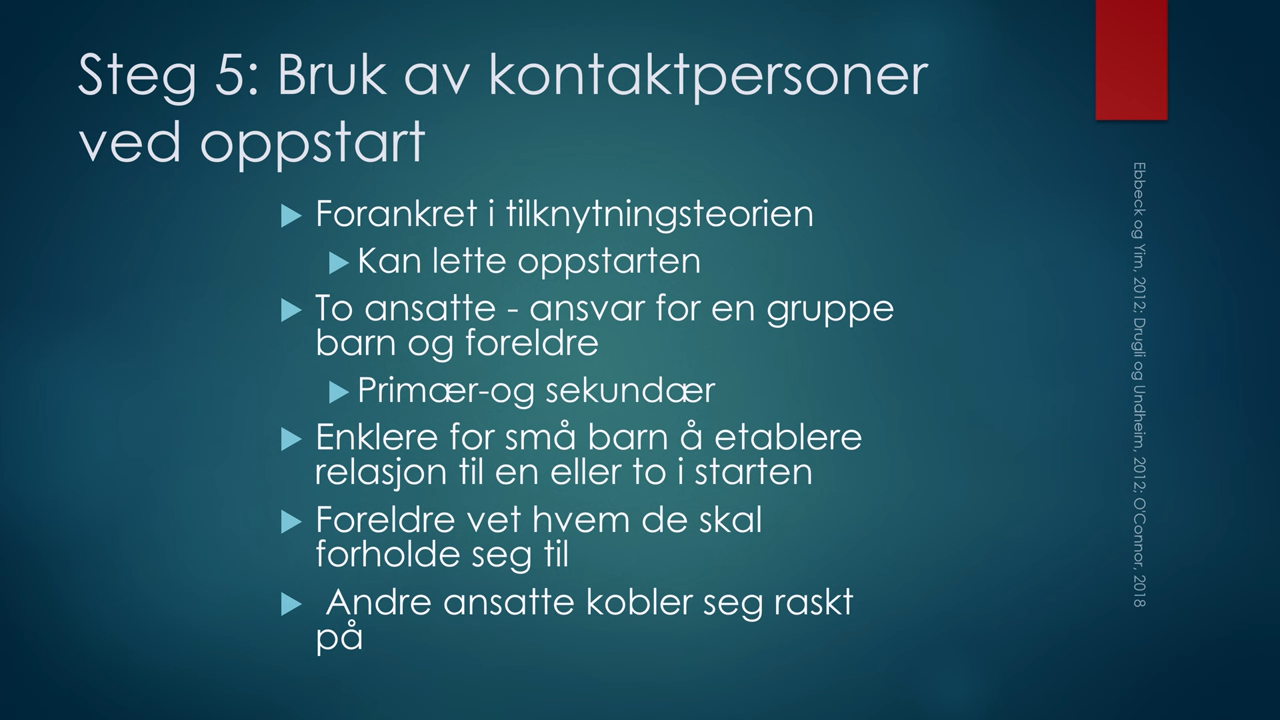 Steg 5: Bruk av kontaktpersoner
ved oppstart
Forankret i tilknytningsteorien
Kan lette oppstarten
To ansatte - ansvar for en gruppe
barn og foreldre
Primær-og sekundær
Enklere for små barn å etablere
relasjon til en eller to i starten
Foreldre vet hvem de skal
forholde seg til
Andre ansatte kobler seg raskt
på
Ebbeck og Yim, 2012; Drugli og Undheim, 2012; O'Connor, 2018